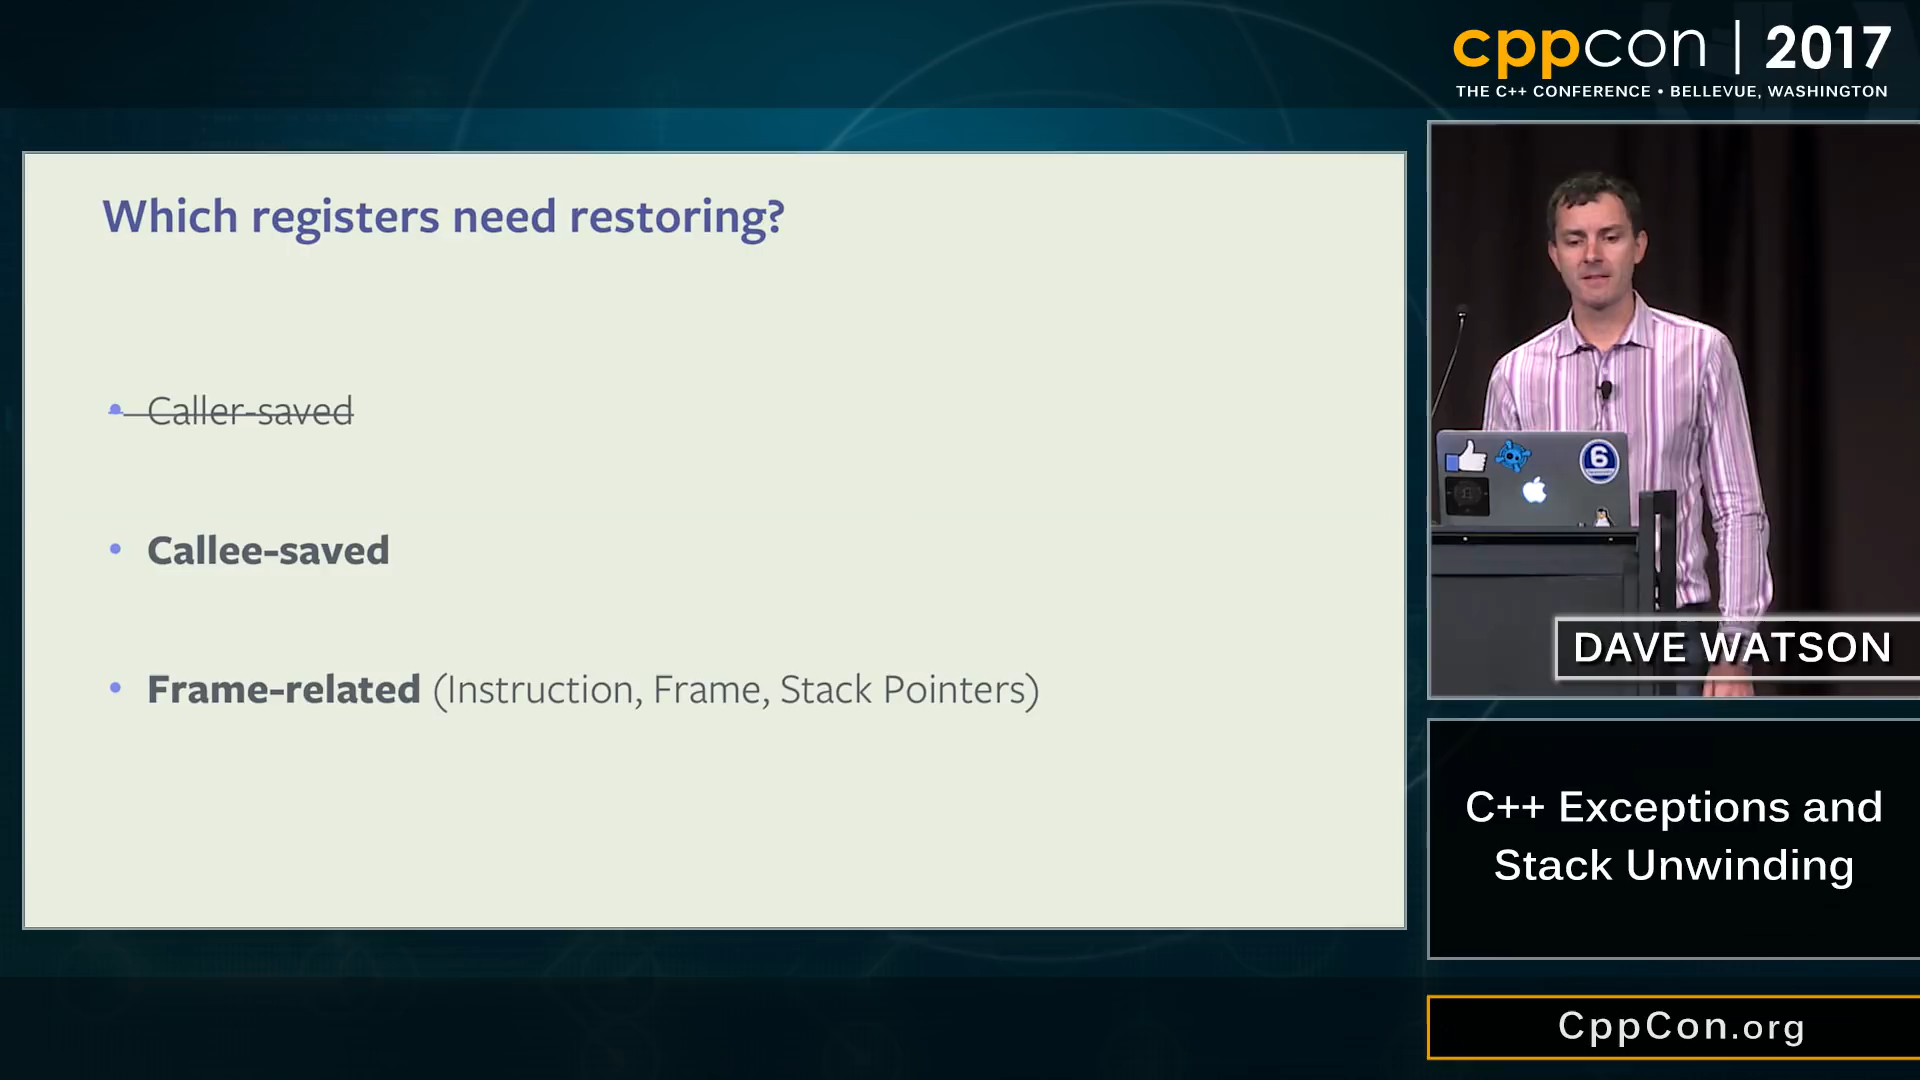 cppcon | 2017
THE C++ CONFERENCE • BELLEVUE, WASHINGTON
Which registers need restoring?
• Caller-saved
• Callee-saved
• Frame-related (Instruction, Frame, Stack Pointers)
6
DAVE WATSON
C++ Exceptions and
Stack Unwinding
CppCon.org